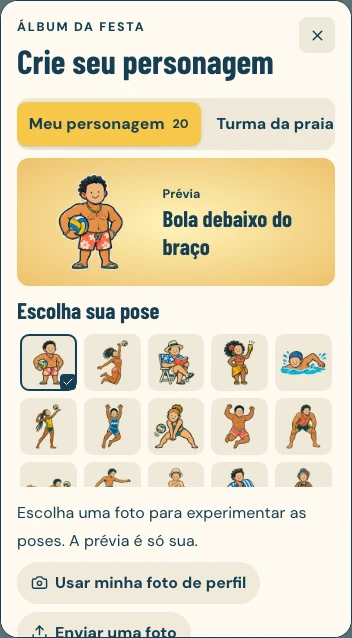 ÁLBUM DA FESTA
Crie seu personagem
Meu personagem 20
Turma da praia
Prévia
Bola debaixo do
braço
Escolha sua pose
Escolha uma foto para experimentar as
poses. A prévia é só sua.
Usar minha foto de perfil
Enviar uma foto